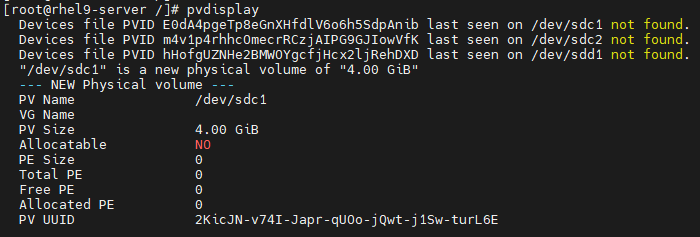 [root@rhel9-server /]# pvdisplay
Devices file PVID E0dA4pgeTp8eGnXHfdlV6o6h5SdpAnib last seen on /dev/sdc1 not found.
Devices file PVID m4v1p4rhhcOmecrRCzjAIPG9GJIowVfK last seen on /dev/sdc2 not found.
Devices file PVID hHofgUZNHe2BMWOYgcfjHcx2ljRehDXD last seen on /dev/sdd1 not found.
"/dev/sdc1" is a new physical volume of "4.00 GiB"
--- NEW Physical volume ---
PV Name /dev/sdc1
VG Name
PV Size 4.00 GiB
Allocatable NO
PE Size 0
Total PE 0
Free PE 0
Allocated PE 0
PV UUID 2KicJN-v74I-Japr-qUOo-jQwt-j1Sw-turL6E